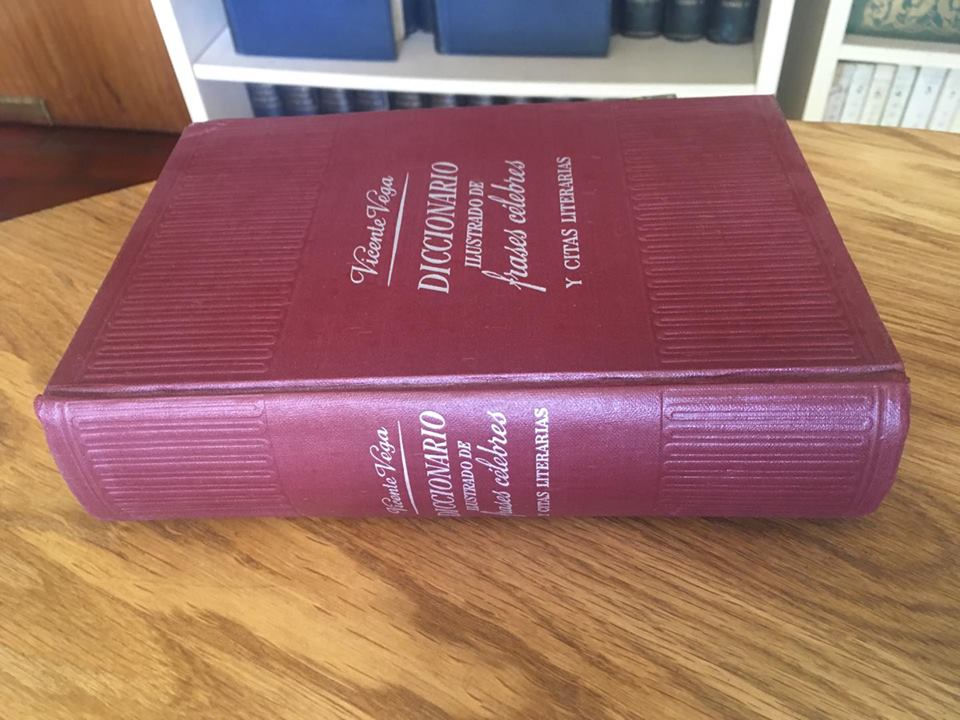 Vicente Vega
DICCIONARIO
ILUSTRADO DE
frases célebres
Y CITAS LITERARIAS
Vicente Vega
DICCIONARIO
ILUSTRADO DE
frases célebres
Y CITAS LITERARIAS